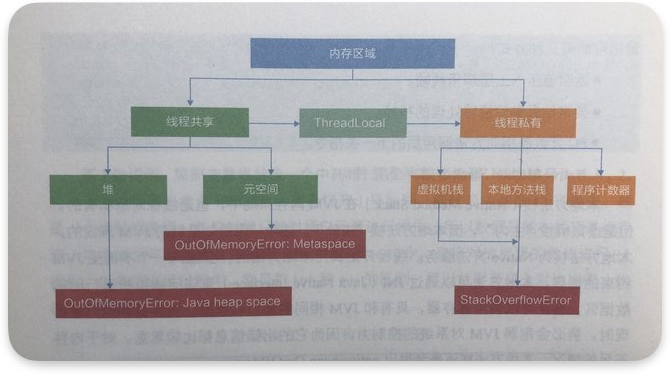 内存区域
线程共享
ThreadLocal
线程私有
堆
元空间
虚拟机栈
本地方法栈
程序计数器
OutOfMemoryError: Metaspace
OutOfMemoryError: Java heap space
StackOverflowError